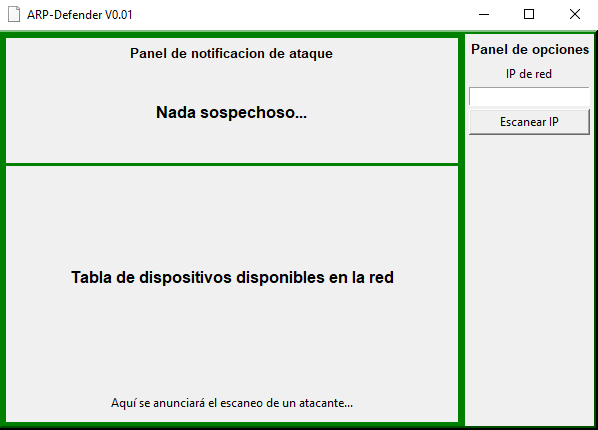 ARP-Defender V0.01
Panel de notificacion de ataque
Nada sospechoso...
Tabla de dispositivos disponibles en la red
Aquí se anunciará el escaneo de un atacante...
Panel de opciones
IP de red
Escanear IP